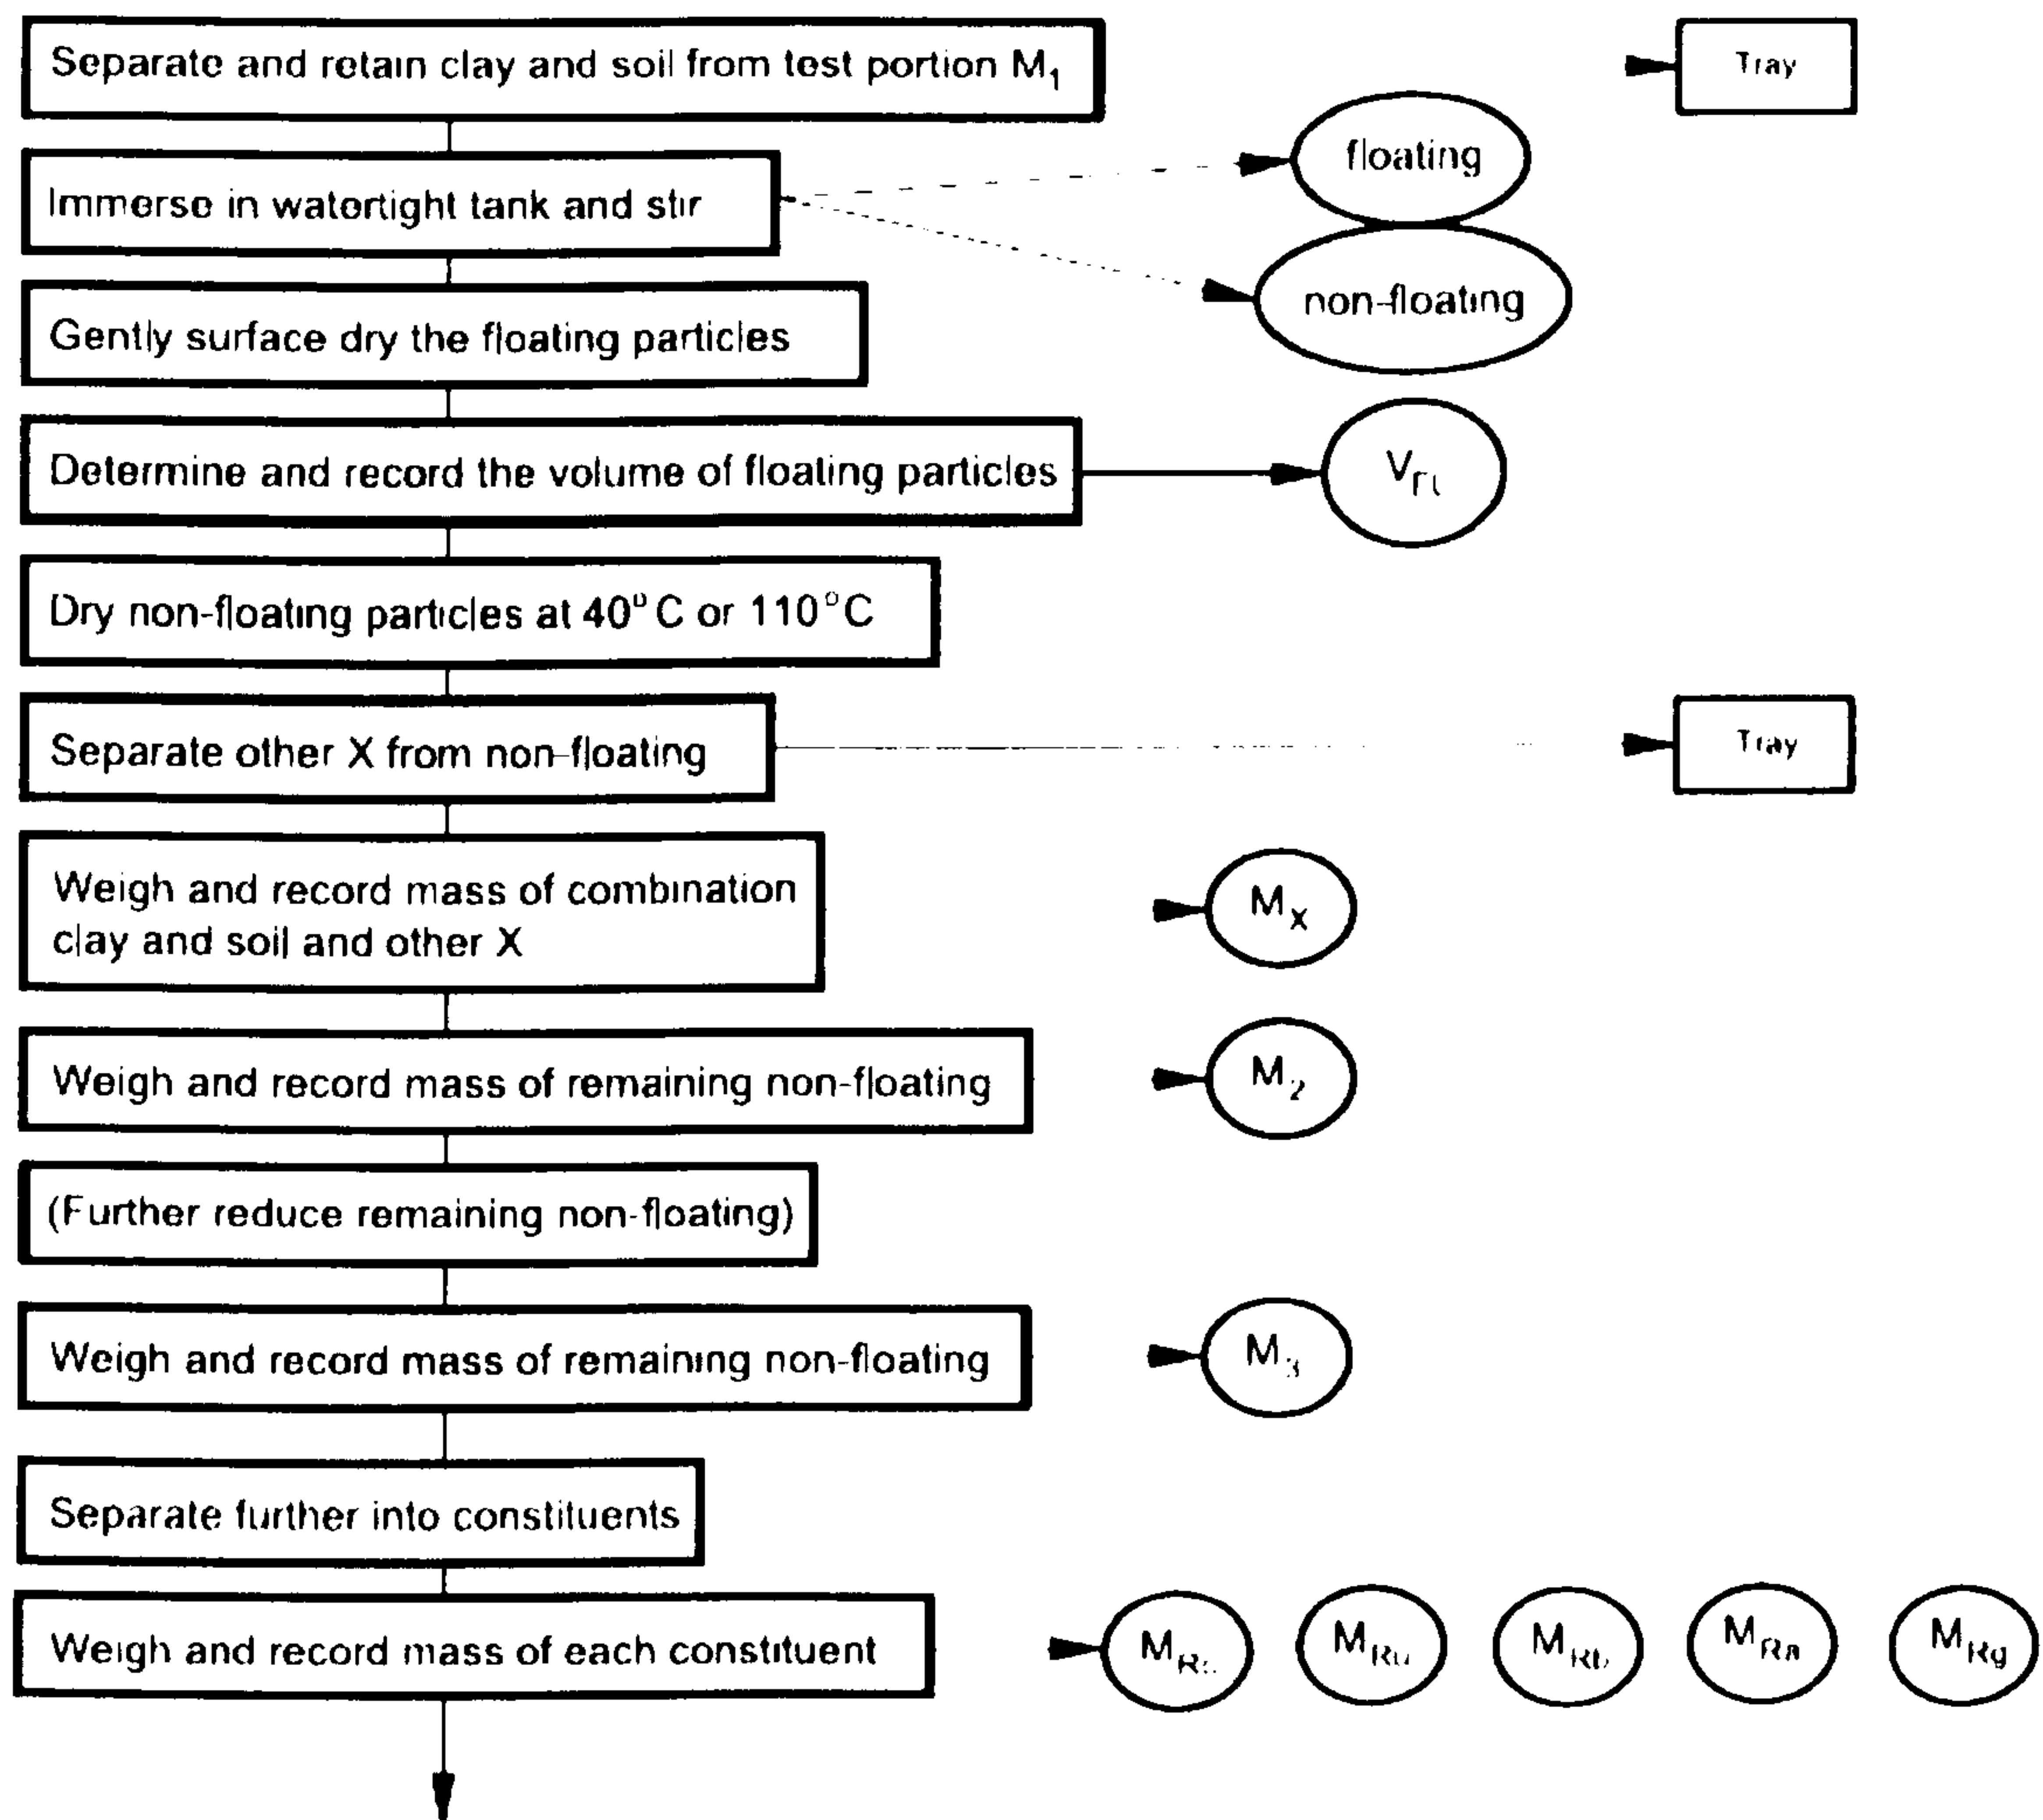 Separate and retain clay and soil from test portion M₁
Tray
Immerse in watertight tank and stir
floating
non-floating
Gently surface dry the floating particles
Determine and record the volume of floating particles
Dry non-floating particles at 40°C or 110°C
Separate other X from non-floating
Tray
Weigh and record mass of combination
clay and soil and other X
M_X
Weigh and record mass of remaining non-floating
M₂
(Further reduce remaining non-floating)
Weigh and record mass of remaining non-floating
M₃
Separate further into constituents
Weigh and record mass of each constituent
M_Rb
M_Ra
M_Rg